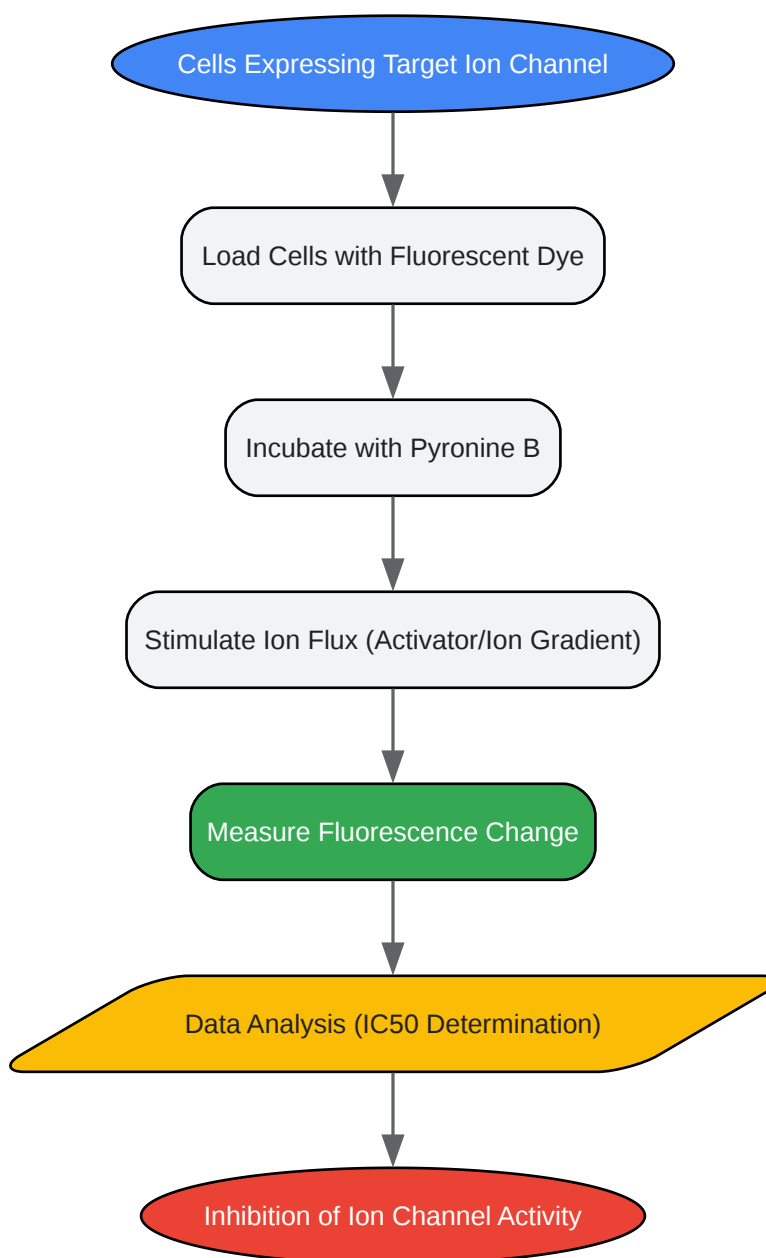 Cells Expressing Target Ion Channel
Load Cells with Fluorescent Dye
Incubate with Pyronine B
Stimulate Ion Flux (Activator/Ion Gradient)
Measure Fluorescence Change
Data Analysis (IC50 Determination)
Inhibition of Ion Channel Activity